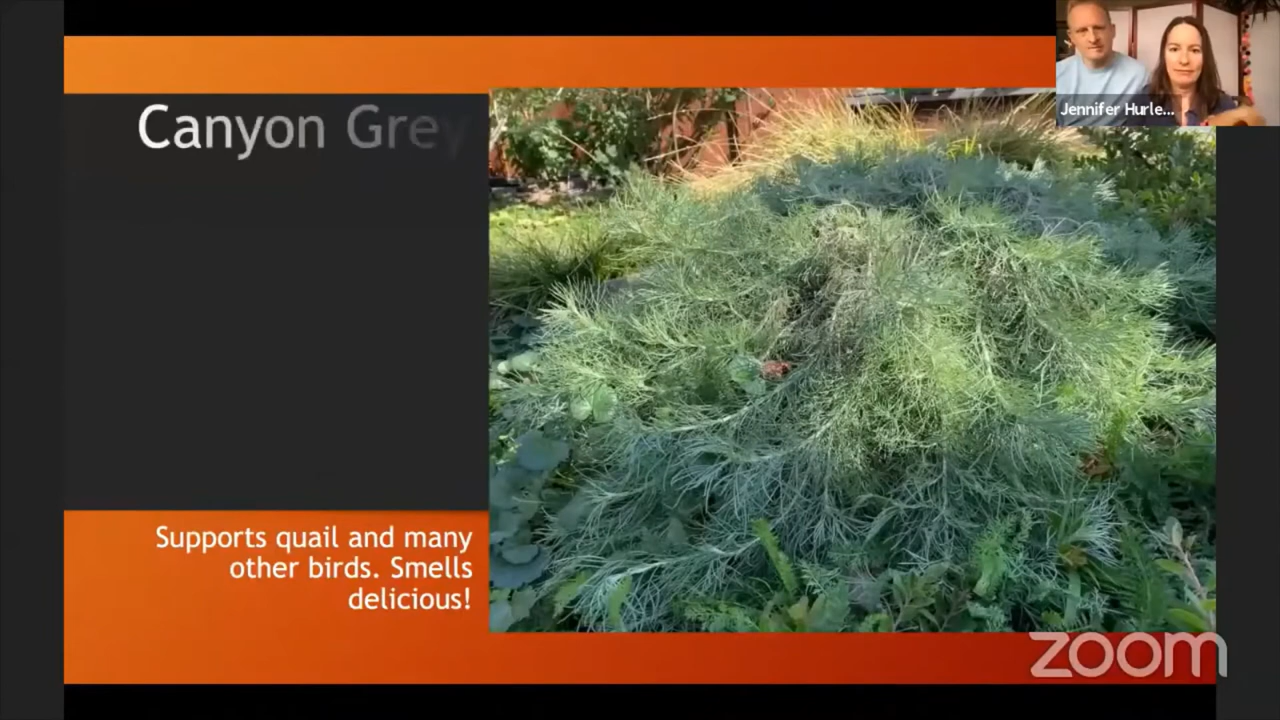 Canyon Grey
Jennifer Hurle...
Supports quail and many
other birds. Smells
delicious!
zoom